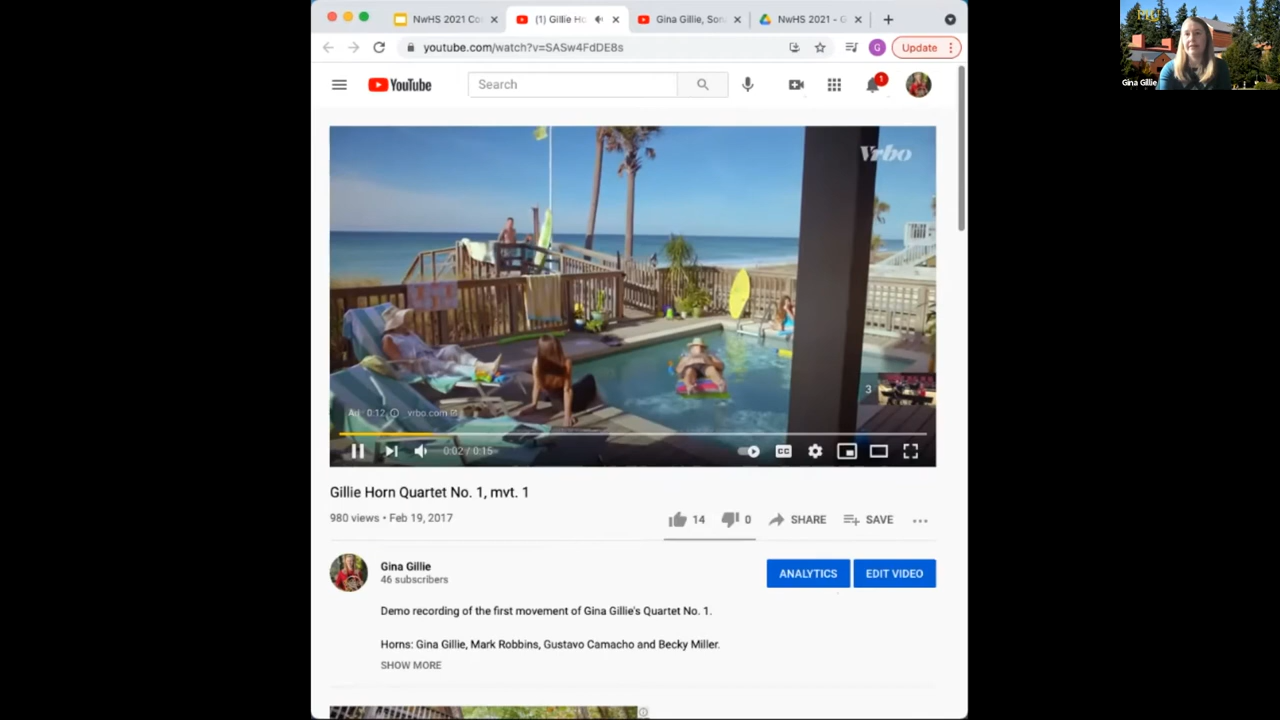 NwHS 2021 Co
(1) Gillie Ho
Gina Gillie, Son
NwHS 2021 - G
youtube.com/watch?v=SASw4FdDE8s
G
Update
YouTube
Search
1
Gina Gillie
Vrbo
3
Ad 0:12
vrbo.com
0:02 / 0:15
CC
Gillie Horn Quartet No. 1, mvt. 1
980 views • Feb 19, 2017
14
0
SHARE
SAVE
Gina Gillie
46 subscribers
ANALYTICS
EDIT VIDEO
Demo recording of the first movement of Gina Gillie's Quartet No. 1.
Horns: Gina Gillie, Mark Robbins, Gustavo Camacho and Becky Miller.
SHOW MORE